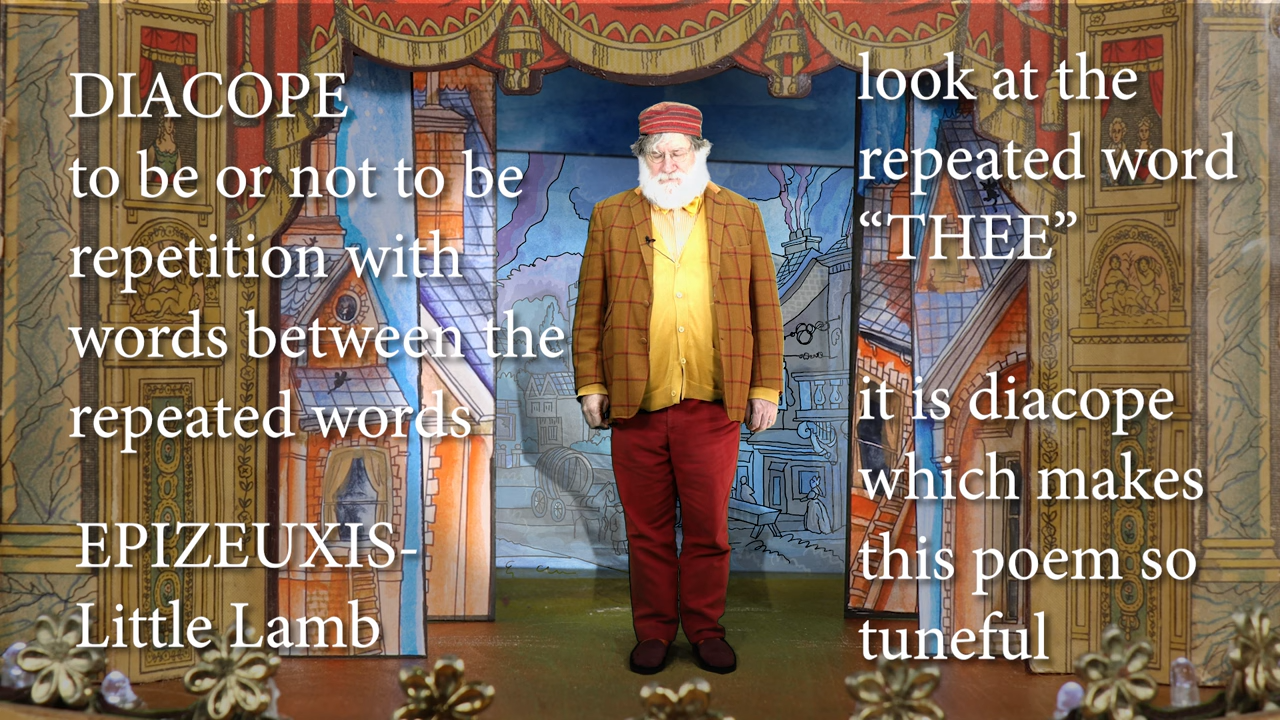 DIACOPE
to be or not to be
repetition with
words between the
repeated words
EPIZEUXIS-
Little Lamb
look at the
repeated word
“THEE”
it is diacope
which makes
this poem so
tuneful